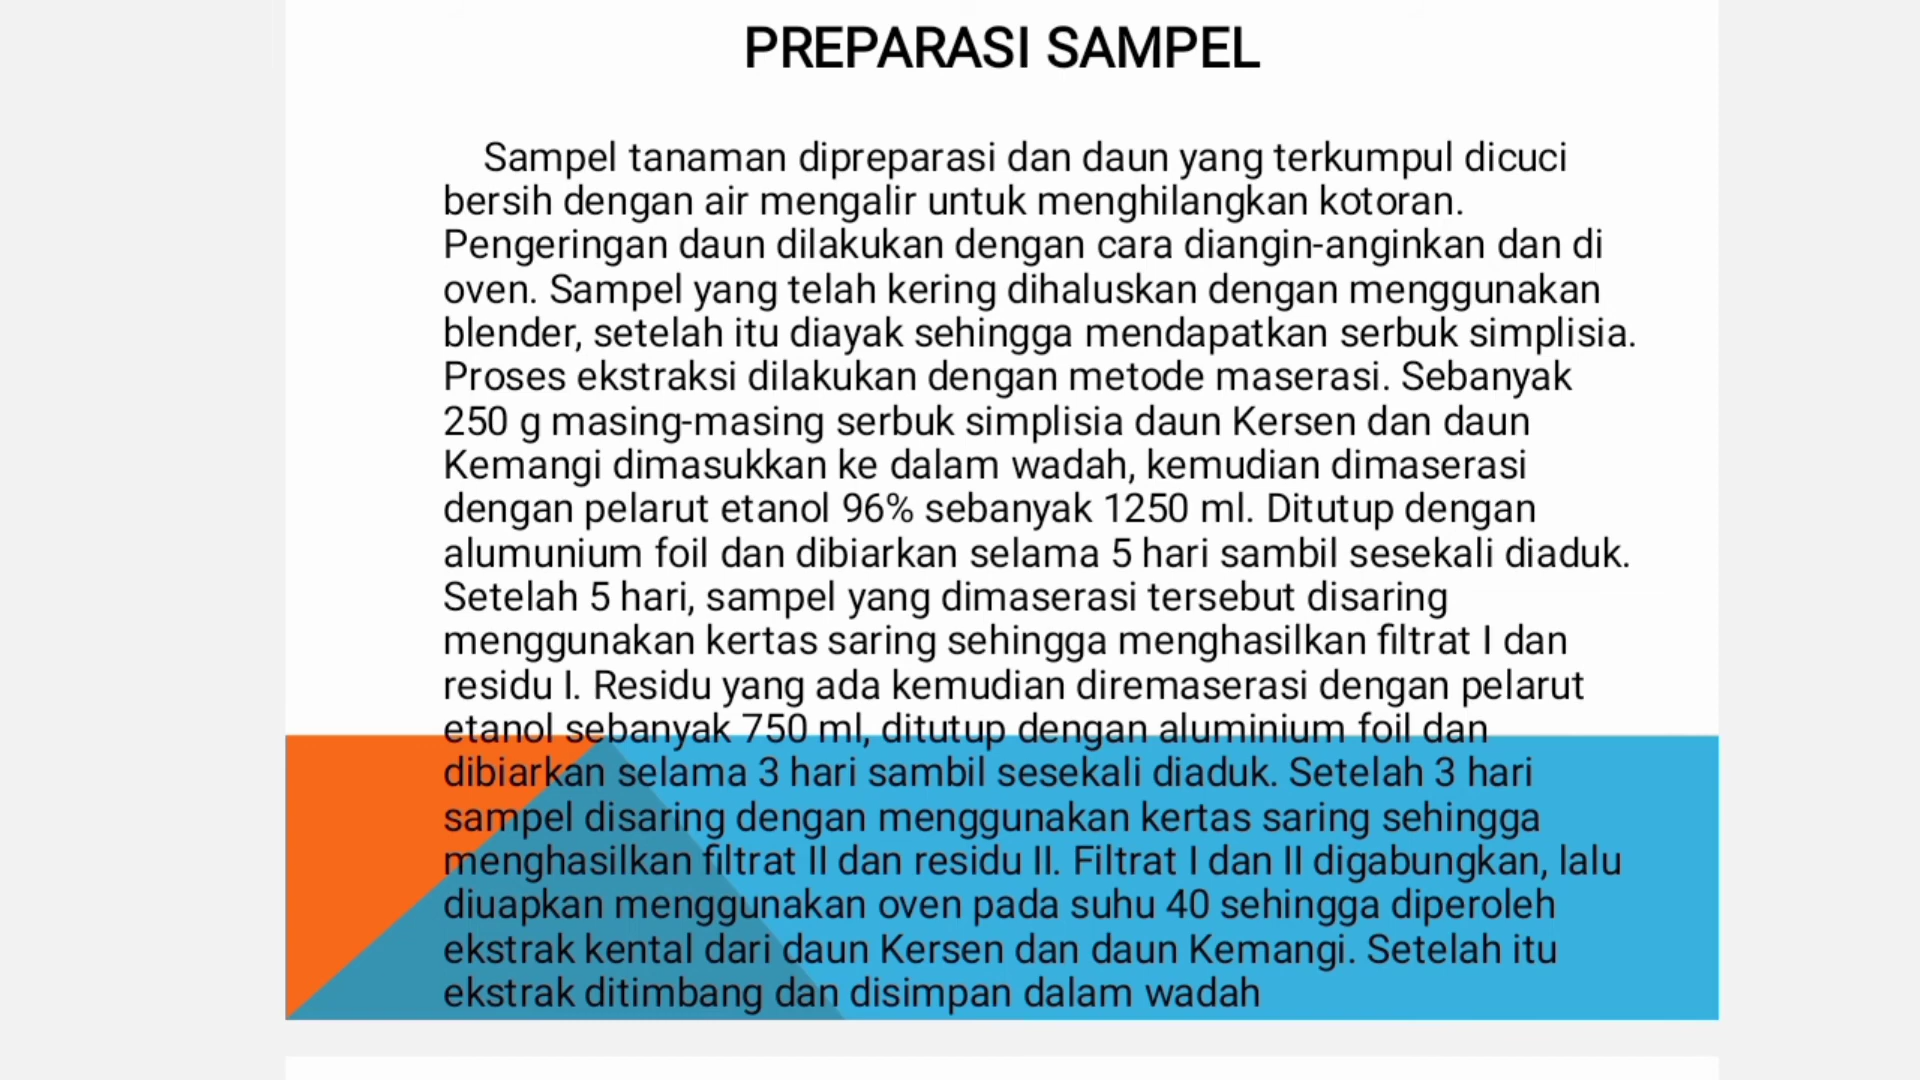 PREPARASI SAMPEL
Sampel tanaman dipreparasi dan daun yang terkumpul dicuci
bersih dengan air mengalir untuk menghilangkan kotoran.
Pengeringan daun dilakukan dengan cara diangin-anginkan dan di
oven. Sampel yang telah kering dihaluskan dengan menggunakan
blender, setelah itu diayak sehingga mendapatkan serbuk simplisia.
Proses ekstraksi dilakukan dengan metode maserasi. Sebanyak
250 g masing-masing serbuk simplisia daun Kersen dan daun
Kemangi dimasukkan ke dalam wadah, kemudian dimaserasi
dengan pelarut etanol 96% sebanyak 1250 ml. Ditutup dengan
alumunium foil dan dibiarkan selama 5 hari sambil sesekali diaduk.
Setelah 5 hari, sampel yang dimaserasi tersebut disaring
menggunakan kertas saring sehingga menghasilkan filtrat I dan
residu I. Residu yang ada kemudian diremaserasi dengan pelarut
etanol sebanyak 750 ml, ditutup dengan aluminium foil dan
dibiarkan selama 3 hari sambil sesekali diaduk. Setelah 3 hari
sampel disaring dengan menggunakan kertas saring sehingga
menghasilkan filtrat II dan residu II. Filtrat I dan II digabungkan, lalu
diuapkan menggunakan oven pada suhu 40 sehingga diperoleh
ekstrak kental dari daun Kersen dan daun Kemangi. Setelah itu
ekstrak ditimbang dan disimpan dalam wadah